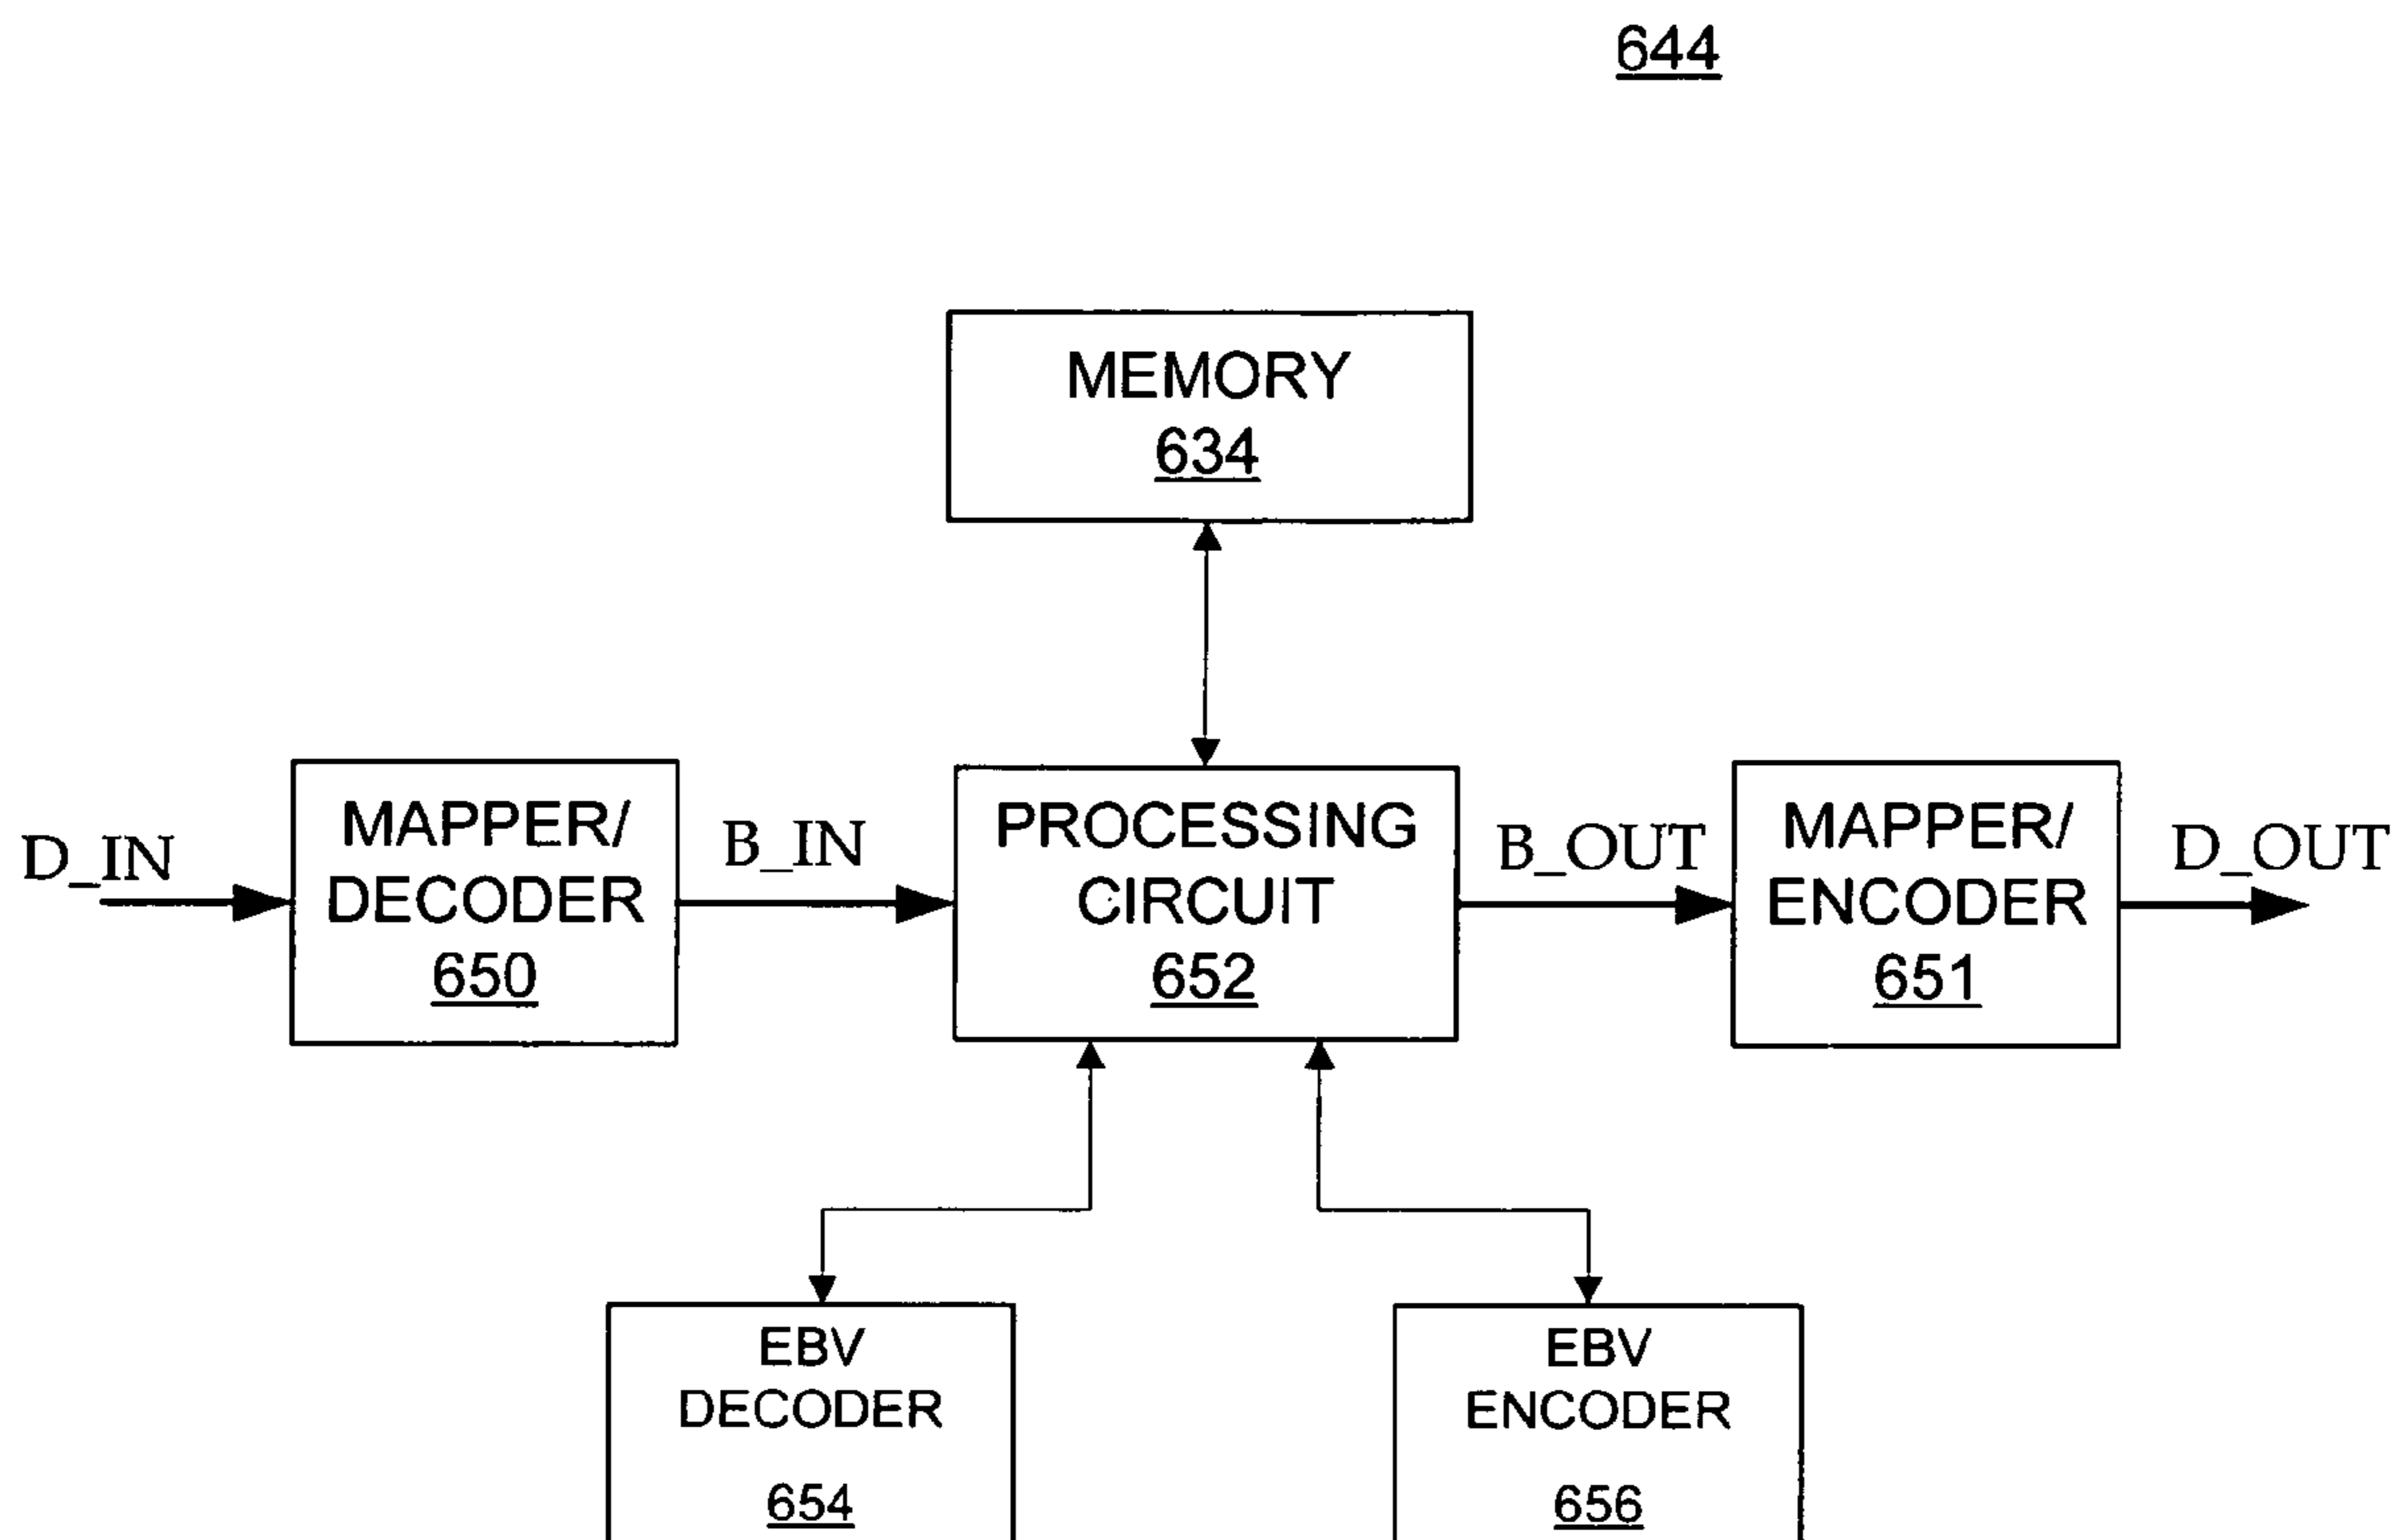 644
MEMORY
634
D_IN
MAPPER/
DECODER
650
B_IN
PROCESSING
CIRCUIT
652
B_OUT
MAPPER/
ENCODER
651
D_OUT
EBV
DECODER
654
EBV
ENCODER
656